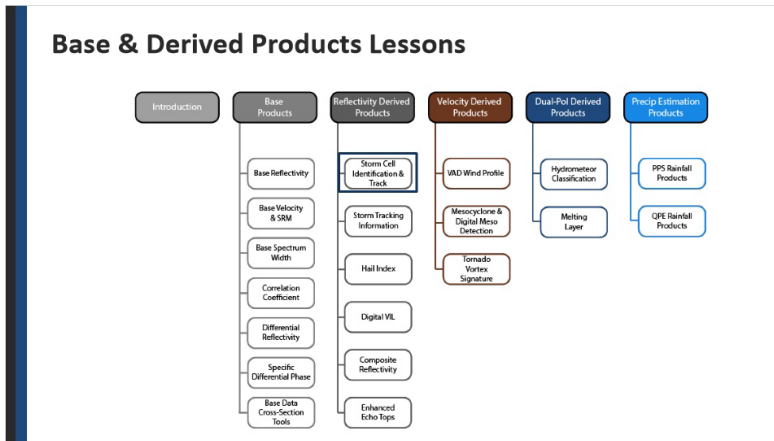 Base & Derived Products Lessons
Introduction
Base
Products
Reflectivity Derived
Products
Velocity Derived
Products
Dual-Pol Derived
Products
Precip Estimation
Products
Base Reflectivity
Base Velocity
& SRM
Base Spectrum
Width
Correlation
Coefficient
Differential
Reflectivity
Specific
Differential Phase
Base Data
Cross-Section
Tools
Storm Cell
Identification &
Track
Storm Tracking
Information
Hail Index
Digital VIL
Composite
Reflectivity
Enhanced
Echo Tops
VAD Wind Profile
Mesocyclone &
Digital Meso
Detection
Tornado
Vortex
Signature
Hydrometeor
Classification
Melting
Layer
PPS Rainfall
Products
QPE Rainfall
Products